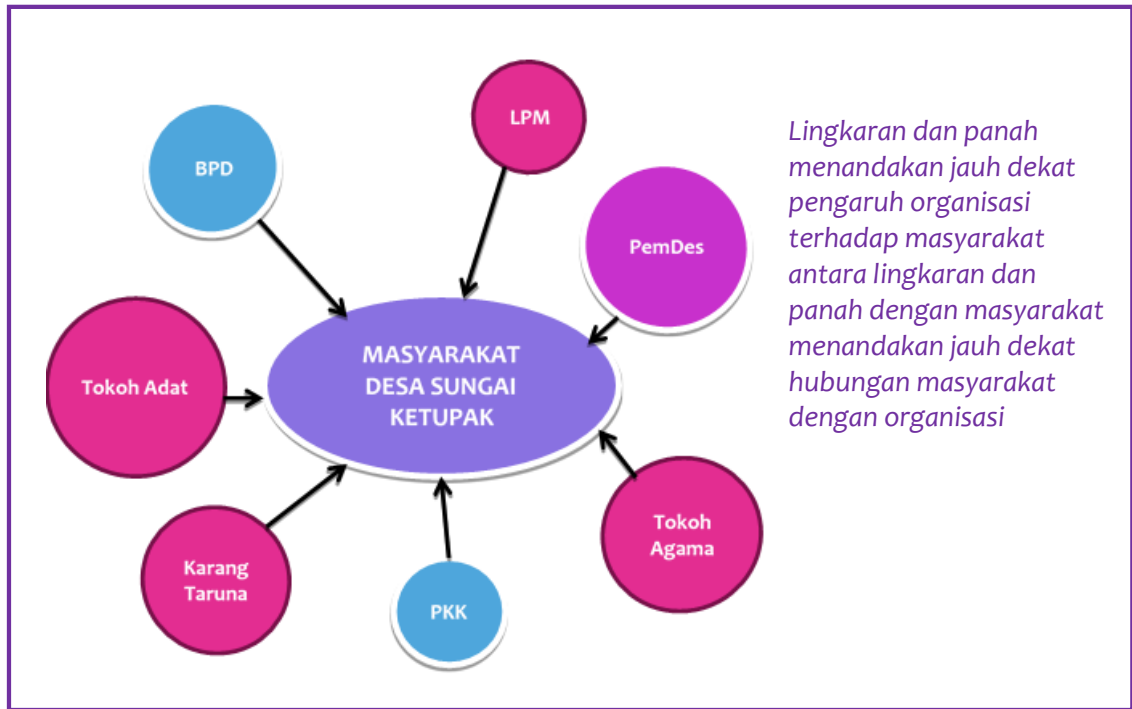 LPM
BPD
PemDes
MASYARAKAT
DESA SUNGAI
KETUPAK
Tokoh Adat
Karang
Taruna
PKK
Tokoh
Agama
Lingkaran dan panah
menandakan jauh dekat
pengaruh organisasi
terhadap masyarakat
antara lingkaran dan
panah dengan masyarakat
menandakan jauh dekat
hubungan masyarakat
dengan organisasi